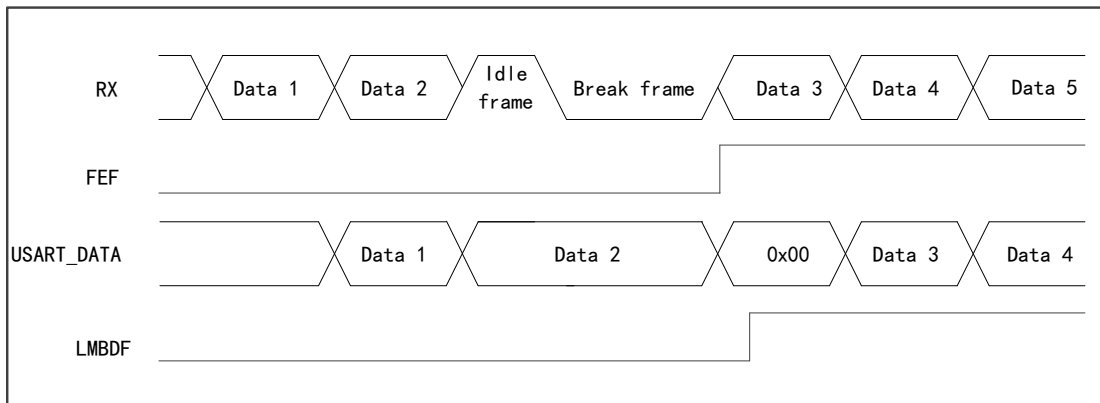 RX Data 1 Data 2 Idle frame Break frame Data 3 Data 4 Data 5
FEF
USART_DATA Data 1 Data 2 0x00 Data 3 Data 4
LMBDF